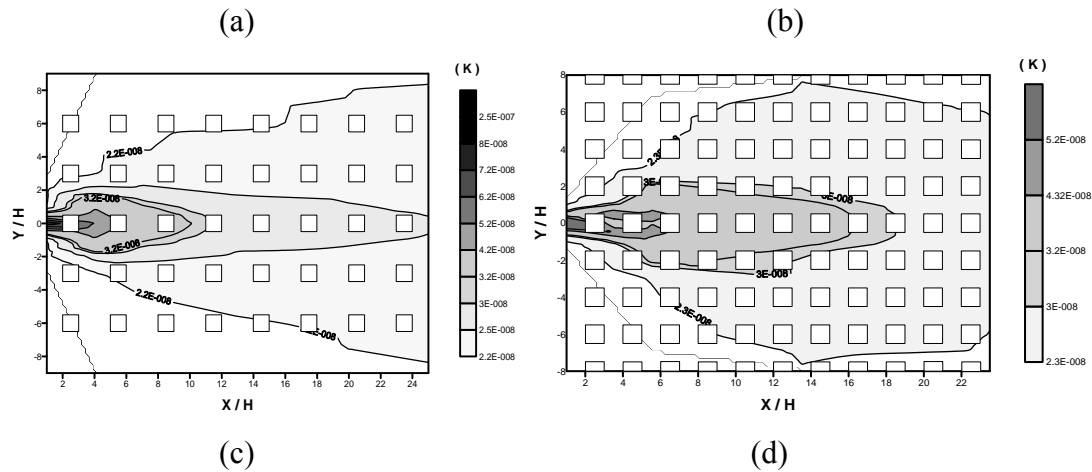 (a)
(b)
( K )
2.5E-007
8E-008
7.2E-008
6.2E-008
5.2E-008
4.2E-008
3.2E-008
3E-008
2.5E-008
2.2E-008
8
6
4
2
0
-2
-4
-6
-8
Y / H
2.2E-008
3.2E-008
3.2E-008
2.2E-008
2E-008
2 4 6 8 10 12 14 16 18 20 22 24
X / H
( K )
5.2E-008
4.32E-008
3.2E-008
3E-008
2.3E-008
8
6
4
2
0
-2
-4
-6
-8
Y / H
3E-008
3E-008
2.3E-008
2 4 6 8 10 12 14 16 18 20 22
X / H
(c)
(d)